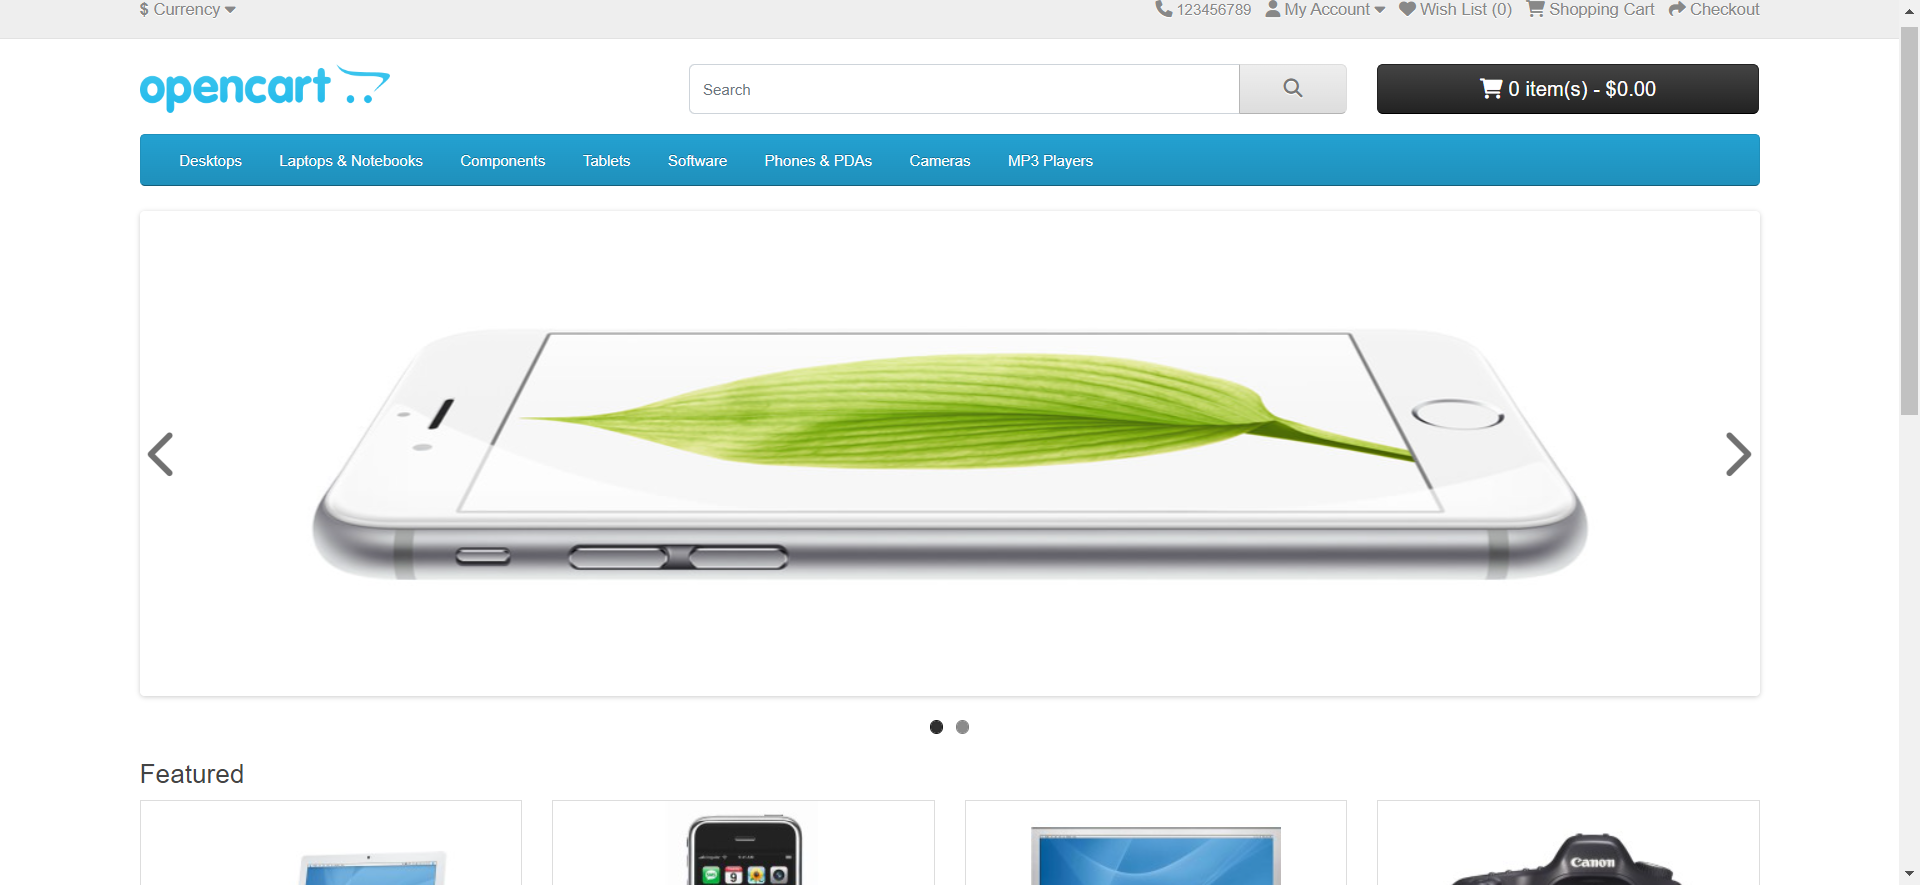 $ Currency
123456789 My Account Wish List (0) Shopping Cart Checkout
opencart
Search
0 item(s) - $0.00
Desktops Laptops & Notebooks Components Tablets Software Phones & PDAs Cameras MP3 Players
Featured
9
Canon